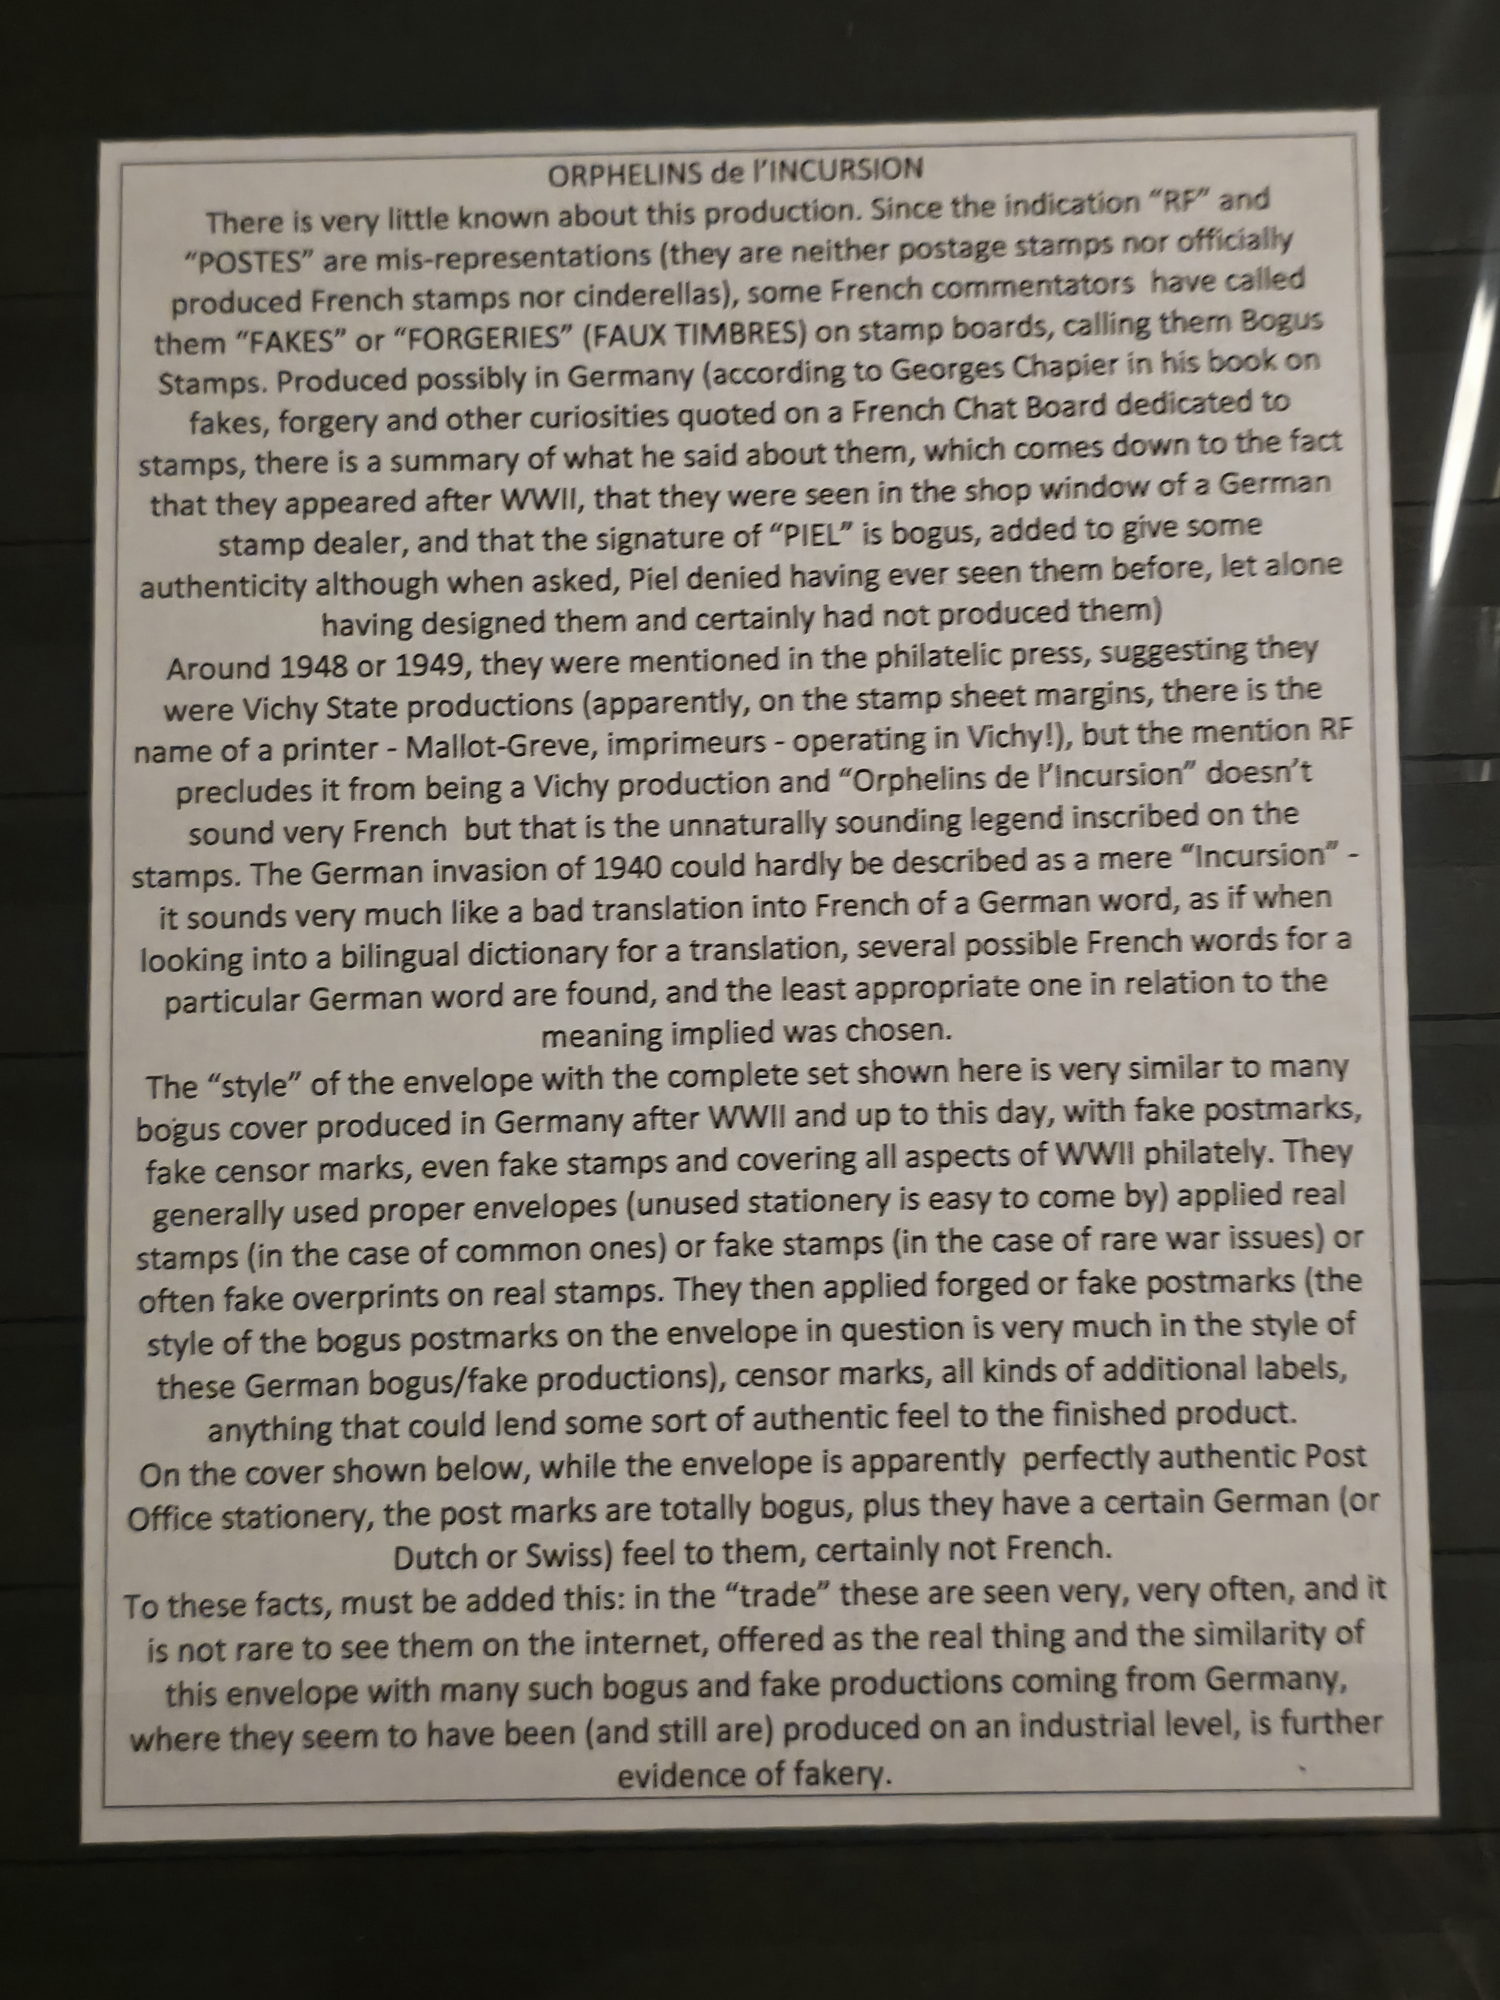 ORPHELINS de l'INCURSION
There is very little known about this production. Since the indication “RF” and
“POSTES” are mis-representations (they are neither postage stamps nor officially
produced French stamps nor cinderellas), some French commentators have called
them “FAKES” or “FORGERIES” (FAUX TIMBRES) on stamp boards, calling them Bogus
Stamps. Produced possibly in Germany (according to Georges Chapier in his book on
fakes, forgery and other curiosities quoted on a French Chat Board dedicated to
stamps, there is a summary of what he said about them, which comes down to the fact
that they appeared after WWII, that they were seen in the shop window of a German
stamp dealer, and that the signature of “PIEL” is bogus, added to give some
authenticity although when asked, Piel denied having ever seen them before, let alone
having designed them and certainly had not produced them)
Around 1948 or 1949, they were mentioned in the philatelic press, suggesting they
were Vichy State productions (apparently, on the stamp sheet margins, there is the
name of a printer - Mallot-Greve, imprimeurs - operating in Vichy!), but the mention RF
precludes it from being a Vichy production and “Orphelins de l'Incursion” doesn't
sound very French but that is the unnaturally sounding legend inscribed on the
stamps. The German invasion of 1940 could hardly be described as a mere “Incursion” -
it sounds very much like a bad translation into French of a German word, as if when
looking into a bilingual dictionary for a translation, several possible French words for a
particular German word are found, and the least appropriate one in relation to the
meaning implied was chosen.
The “style” of the envelope with the complete set shown here is very similar to many
bogus cover produced in Germany after WWII and up to this day, with fake postmarks,
fake censor marks, even fake stamps and covering all aspects of WWII philately. They
generally used proper envelopes (unused stationery is easy to come by) applied real
stamps (in the case of common ones) or fake stamps (in the case of rare war issues) or
often fake overprints on real stamps. They then applied forged or fake postmarks (the
style of the bogus postmarks on the envelope in question is very much in the style of
these German bogus/fake productions), censor marks, all kinds of additional labels,
anything that could lend some sort of authentic feel to the finished product.
On the cover shown below, while the envelope is apparently perfectly authentic Post
Office stationery, the post marks are totally bogus, plus they have a certain German (or
Dutch or Swiss) feel to them, certainly not French.
To these facts, must be added this: in the “trade” these are seen very, very often, and it
is not rare to see them on the internet, offered as the real thing and the similarity of
this envelope with many such bogus and fake productions coming from Germany,
where they seem to have been (and still are) produced on an industrial level, is further
evidence of fakery.